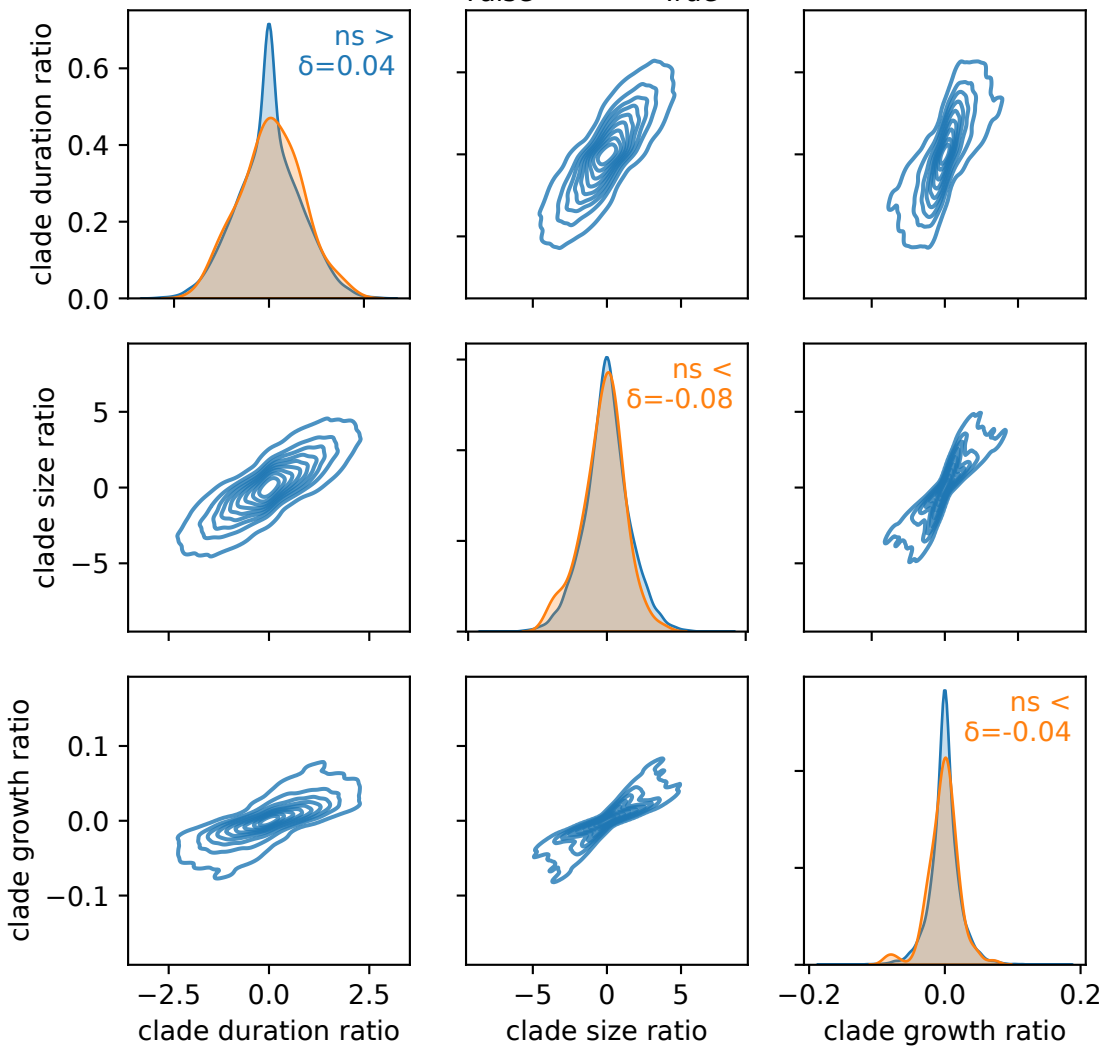 clade duration ratio
0.6
0.4
0.2
0.0
ns >
δ=0.04
clade size ratio
5
0
−5
ns <
δ=-0.08
clade growth ratio
0.1
0.0
−0.1
ns <
δ=-0.04
−2.5 0.0 2.5
−5 0 5
−0.2 0.0 0.2
clade duration ratio
clade size ratio
clade growth ratio